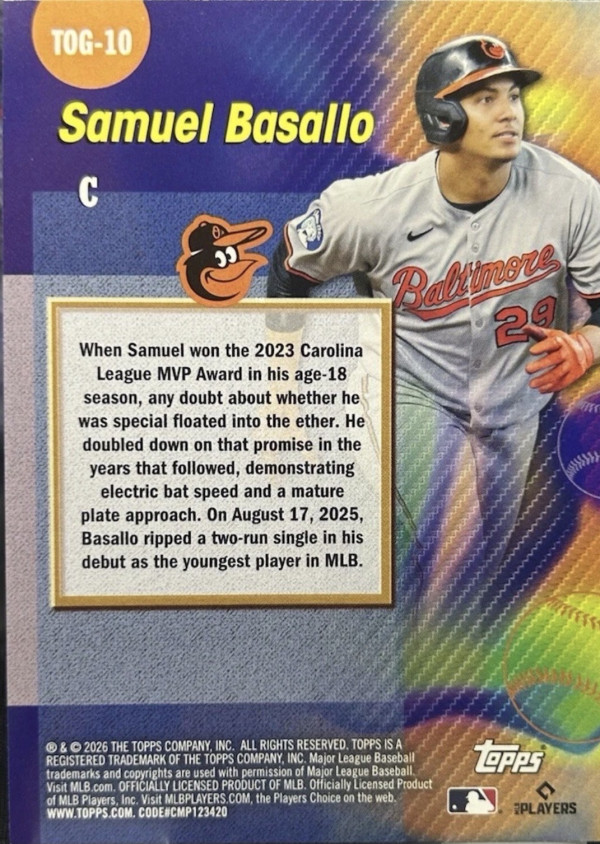 TOG-10
Samuel Basallo
C
Baltimore
29
When Samuel won the 2023 Carolina
League MVP Award in his age-18
season, any doubt about whether he
was special floated into the ether. He
doubled down on that promise in the
years that followed, demonstrating
electric bat speed and a mature
plate approach. On August 17, 2025,
Basallo ripped a two-run single in his
debut as the youngest player in MLB.
® & © 2026 THE TOPPS COMPANY, INC. ALL RIGHTS RESERVED. TOPPS IS A
REGISTERED TRADEMARK OF THE TOPPS COMPANY, INC. Major League Baseball
trademarks and copyrights are used with permission of Major League Baseball.
Visit MLB.com. OFFICIALLY LICENSED PRODUCT OF MLB. Officially Licensed Product
of MLB Players, Inc. Visit MLBPLAYERS.COM, the Players Choice on the web.
WWW.TOPPS.COM. CODE#CMP123420
Topps®
MLB PLAYERS